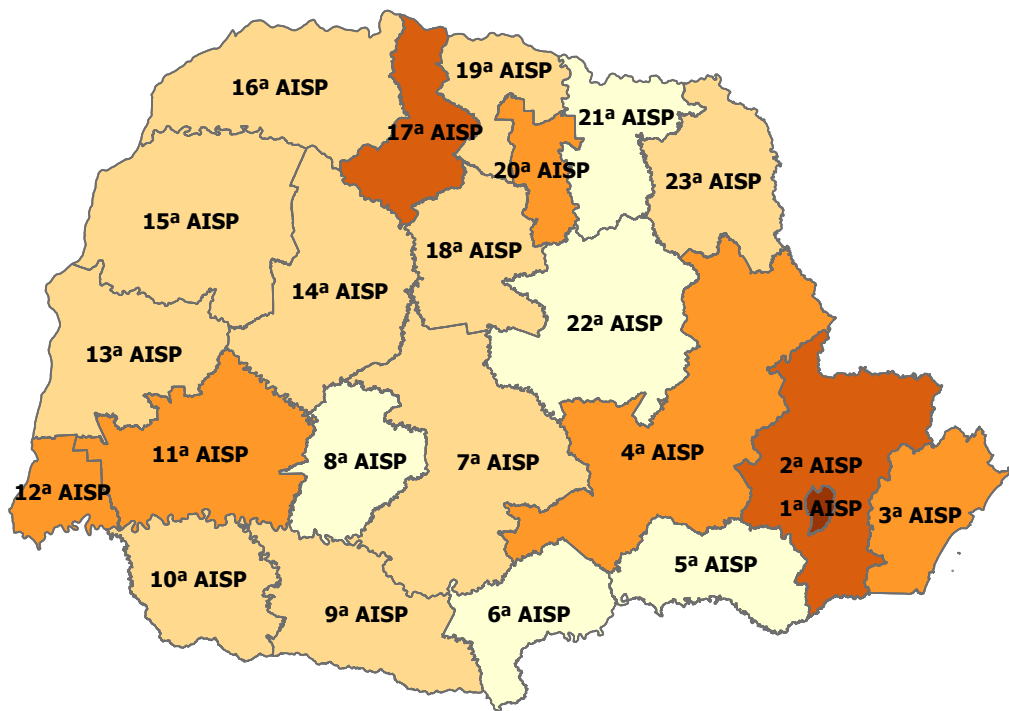 19ª AISP
16ª AISP
21ª AISP
17ª AISP
20ª AISP
23ª AISP
15ª AISP
18ª AISP
14ª AISP
22ª AISP
13ª AISP
11ª AISP
4ª AISP
8ª AISP
7ª AISP
2ª AISP
12ª AISP
1ª AISP
3ª AISP
5ª AISP
10ª AISP
9ª AISP
6ª AISP